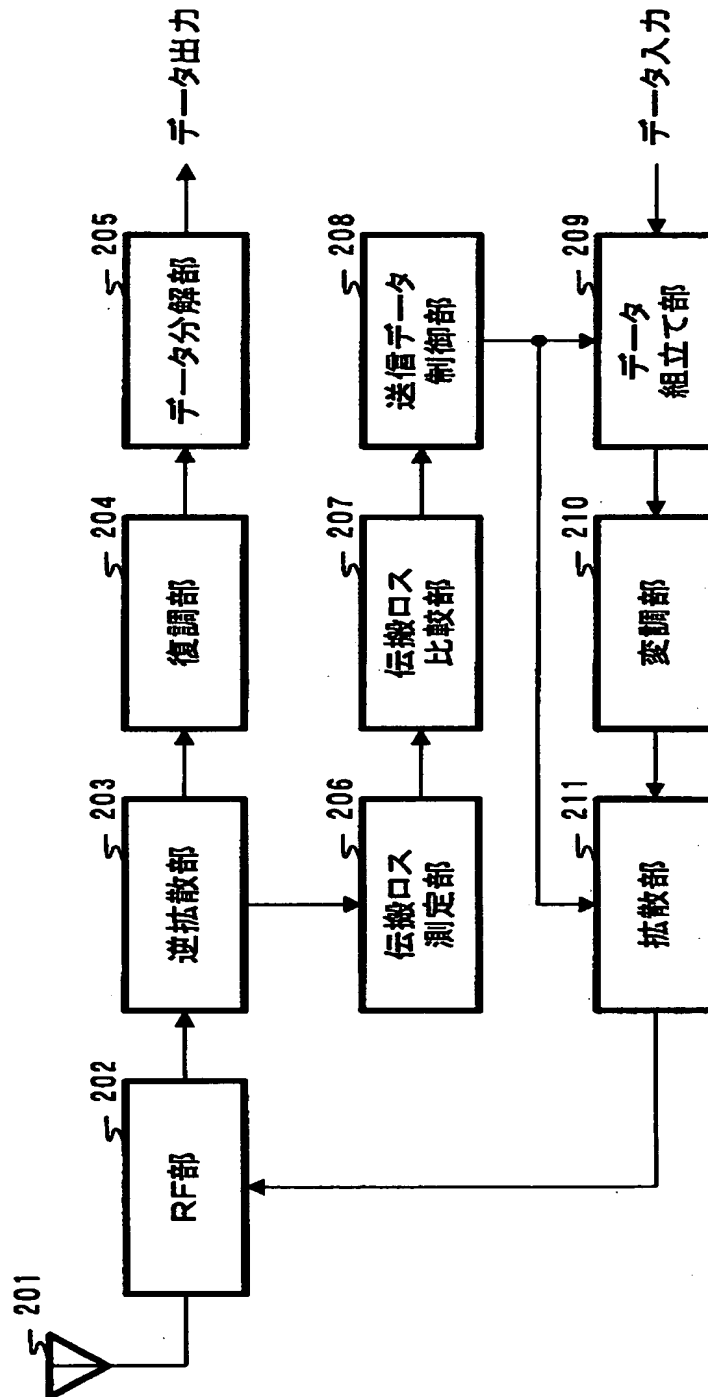 201
202
RF部
203
逆拡散部
204
復調部
205
データ分解部
データ出力
206
伝搬ロス
測定部
207
伝搬ロス
比較部
208
送信データ
制御部
211
拡散部
210
変調部
209
データ
組立て部
データ入力